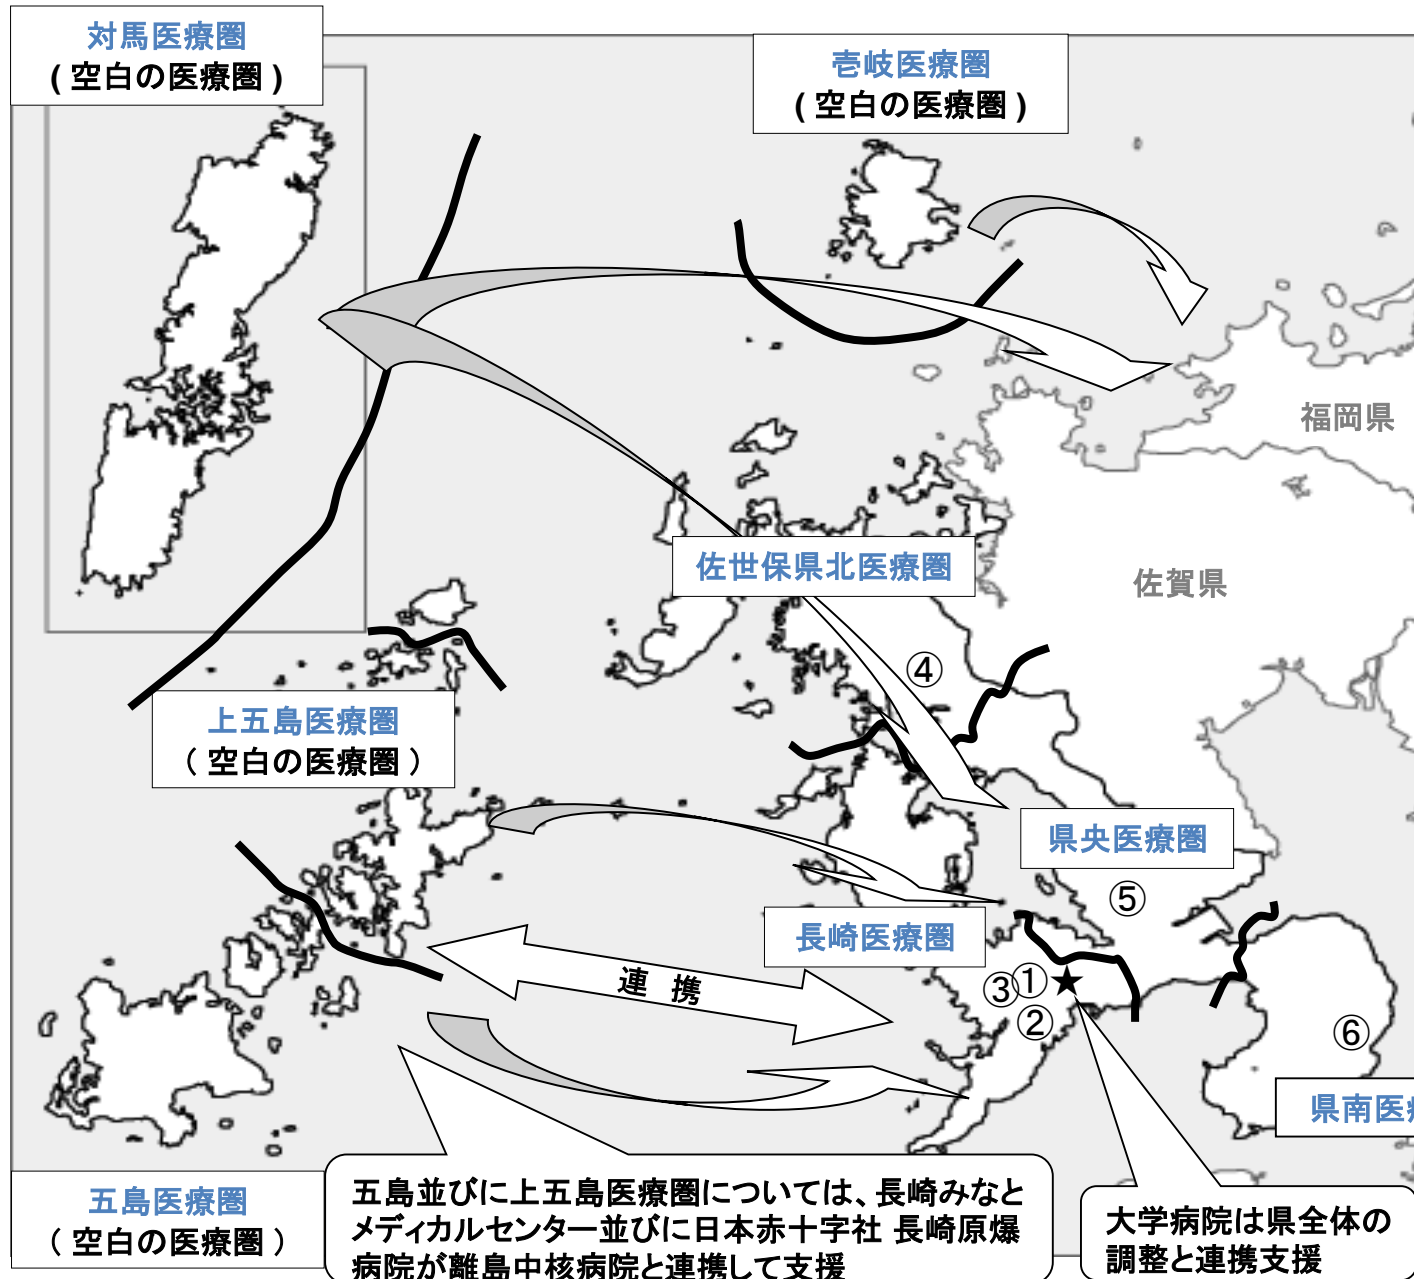 対馬医療圏
( 空白の医療圏 )
壱岐医療圏
( 空白の医療圏 )
福岡県
佐世保県北医療圏
佐賀県
④
上五島医療圏
（ 空白の医療圏 ）
県央医療圏
⑤
長崎医療圏
連 携
③① ★
②
⑥
県南医
五島医療圏
（ 空白の医療圏 ）
五島並びに上五島医療圏については、長崎みなと
メディカルセンター並びに日本赤十字社 長崎原爆
病院が離島中核病院と連携して支援
大学病院は県全体の
調整と連携支援